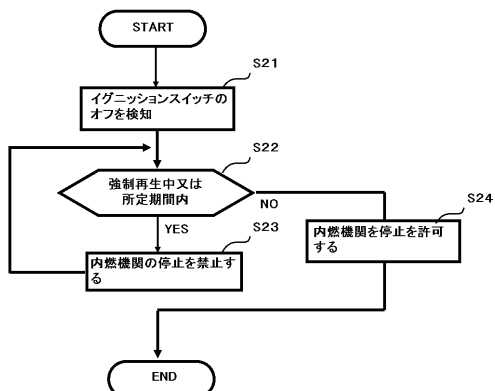 START
S21
イグニッションスイッチの
オフを検知
S22
強制再生中又は
所定期間内
NO
YES
S23
内燃機関の停止を禁止す
る
S24
内燃機関を停止を許可
する
END